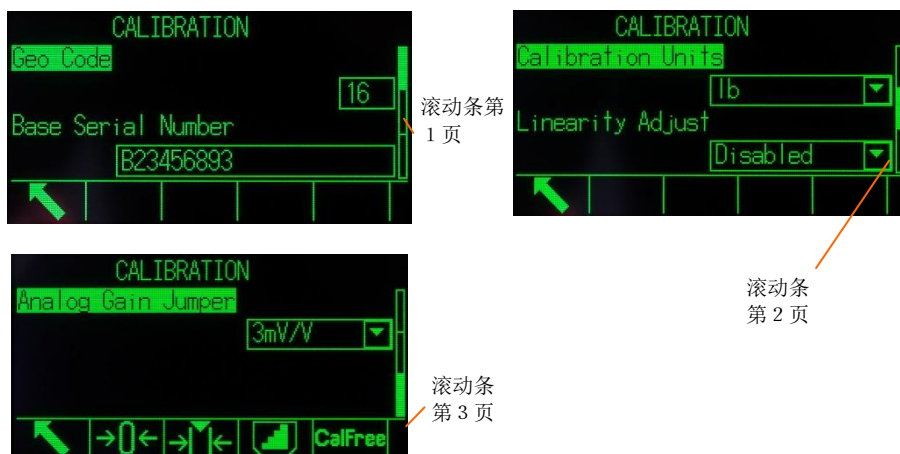 CALIBRATION
Geo Code
16
Base Serial Number
B23456893
滚动条第
1 页
CALIBRATION
Calibration Units
lb
Linearity Adjust
Disabled
滚动条
第 2 页
CALIBRATION
Analog Gain Jumper
3mV/V
→0← →←
CalFree
滚动条
第 3 页